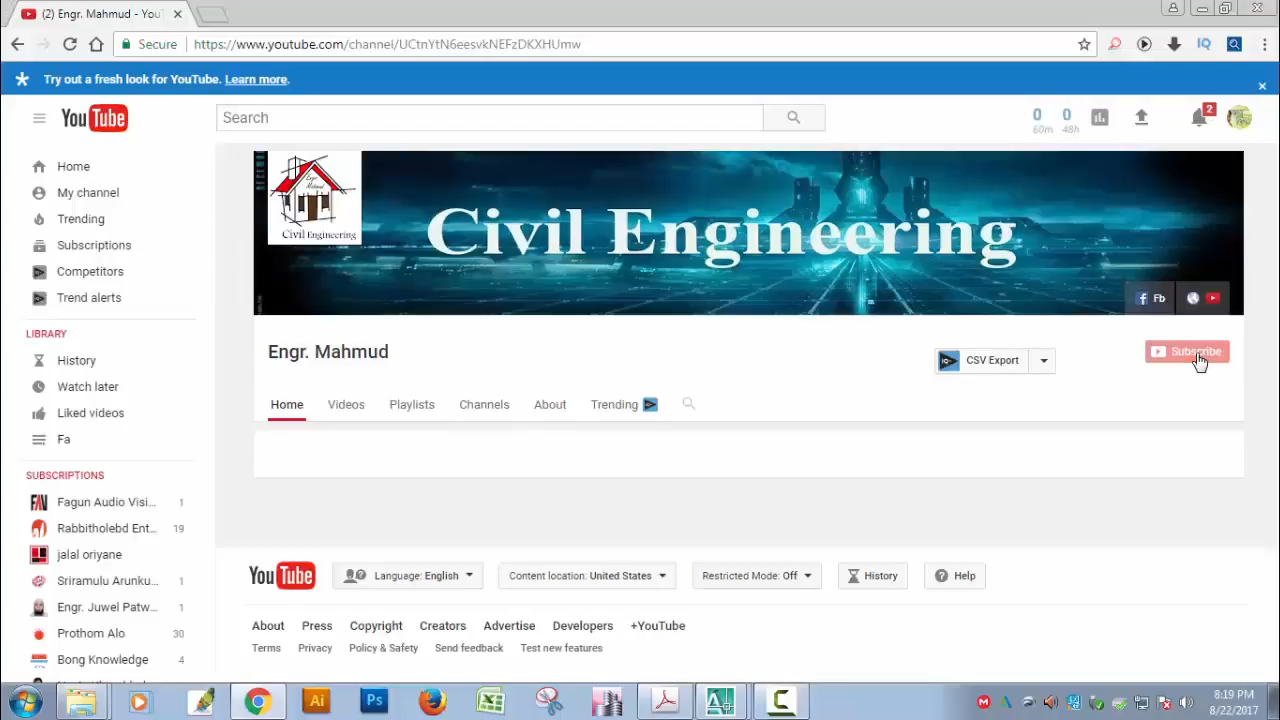 (2) Engr. Mahmud - You
Secure https://www.youtube.com/channel/UCtnYtN6eesvkNEFzDKXHUmw
Try out a fresh look for YouTube. Learn more.
YouTube
Search
0 60m
0 48h
2
Home
My channel
Trending
Subscriptions
Competitors
Trend alerts
LIBRARY
History
Watch later
Liked videos
Fa
SUBSCRIPTIONS
Fagun Audio Visi... 1
Rabbitholebd Ent... 19
jalal oriyane
Sriramulu Arunku... 1
Engr. Juwel Patw... 1
Prothom Alo 30
Bong Knowledge 4
Engr
Mahmud
Civil Engineering
Civil Engineering
Fb
Engr. Mahmud
CSV Export
Subscribe
Home Videos Playlists Channels About Trending
YouTube
Language: English
Content location: United States
Restricted Mode: Off
History
Help
About Press Copyright Creators Advertise Developers +YouTube
Terms Privacy Policy & Safety Send feedback Test new features
8:19 PM
8/22/2017